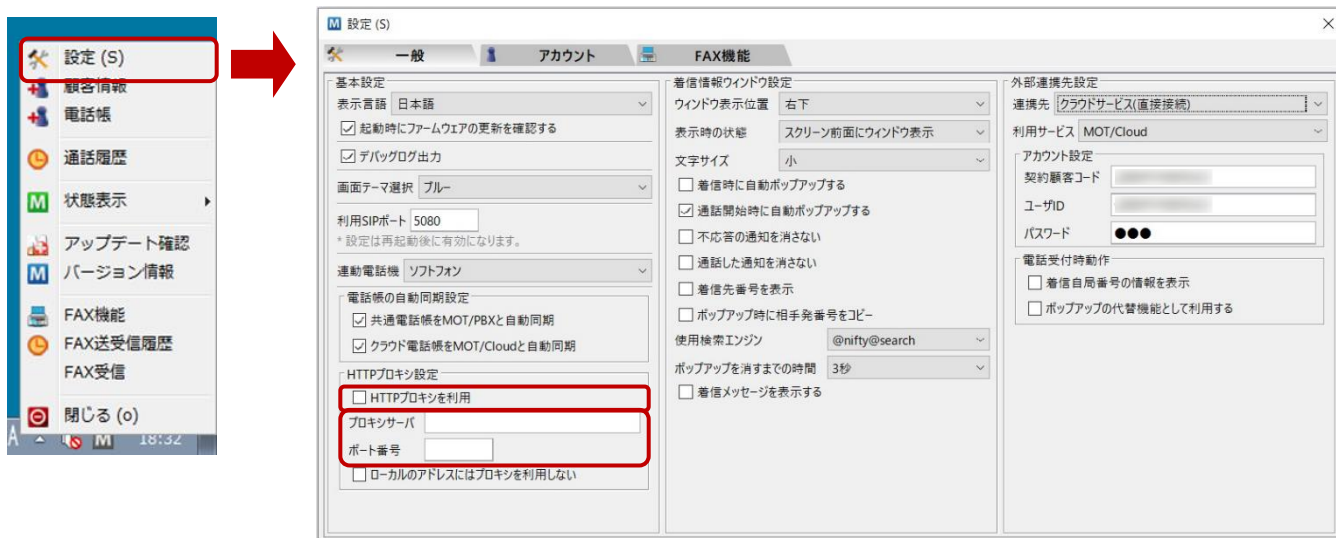 設定 (S)
顧客情報
電話帳
通話履歴
状態表示
アップデート確認
バージョン情報
FAX機能
FAX送受信履歴
FAX受信
閉じる (o)
A
M
18:32
M 設定 (S)
一般
アカウント
FAX機能
基本設定
表示言語 日本語
起動時にファームウェアの更新を確認する
デバッグログ出力
画面テーマ選択 ブルー
利用SIPポート 5080
* 設定は再起動後に有効になります。
連動電話機 ソフトフォン
電話帳の自動同期設定
共通電話帳をMOT/PBXと自動同期
クラウド電話帳をMOT/Cloudと自動同期
HTTPプロキシ設定
HTTPプロキシを利用
プロキシサーバ
ポート番号
ローカルのアドレスにはプロキシを利用しない
着信情報ウィンドウ設定
ウィンドウ表示位置 右下
表示時の状態 スクリーン前面にウィンドウ表示
文字サイズ 小
着信時に自動ポップアップする
通話開始時に自動ポップアップする
不応答の通知を消さない
通話した通知を消さない
着信先番号を表示
ポップアップ時に相手発番号をコピー
使用検索エンジン @nifty@search
ポップアップを消すまでの時間 3秒
着信メッセージを表示する
外部連携先設定
連携先 クラウドサービス(直接接続)
利用サービス MOT/Cloud
アカウント設定
契約顧客コード
ユーザID
パスワード ●●●
電話受付時動作
着信自局番号の情報を表示
ポップアップの代替機能として利用する